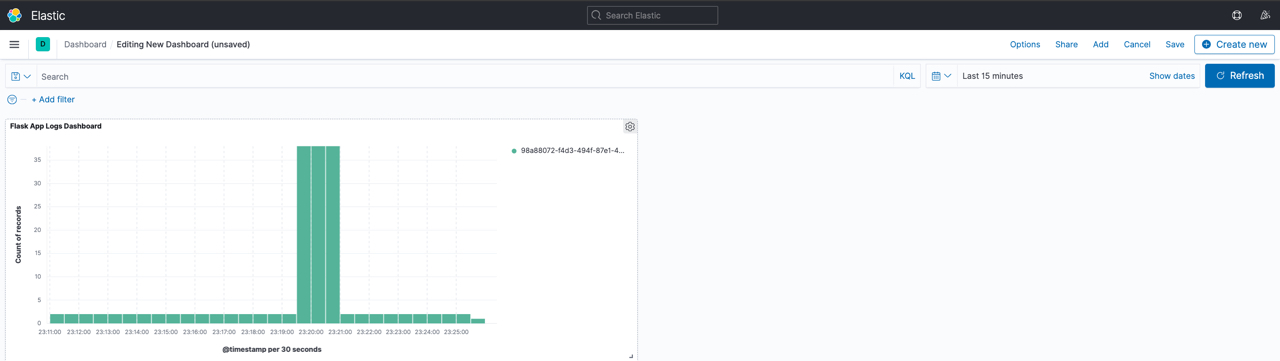 Elastic
Search Elastic
D Dashboard Editing New Dashboard (unsaved)
Options Share Add Cancel Save Create new
Search KQL Last 15 minutes Show dates Refresh
+ Add filter
Flask App Logs Dashboard
98a88072-f4d3-494f-87e1-4...
35
30
25
20
15
10
5
0
Count of records
23:11:00 23:12:00 23:13:00 23:14:00 23:15:00 23:16:00 23:17:00 23:18:00 23:19:00 23:20:00 23:21:00 23:22:00 23:23:00 23:24:00 23:25:00
@timestamp per 30 seconds